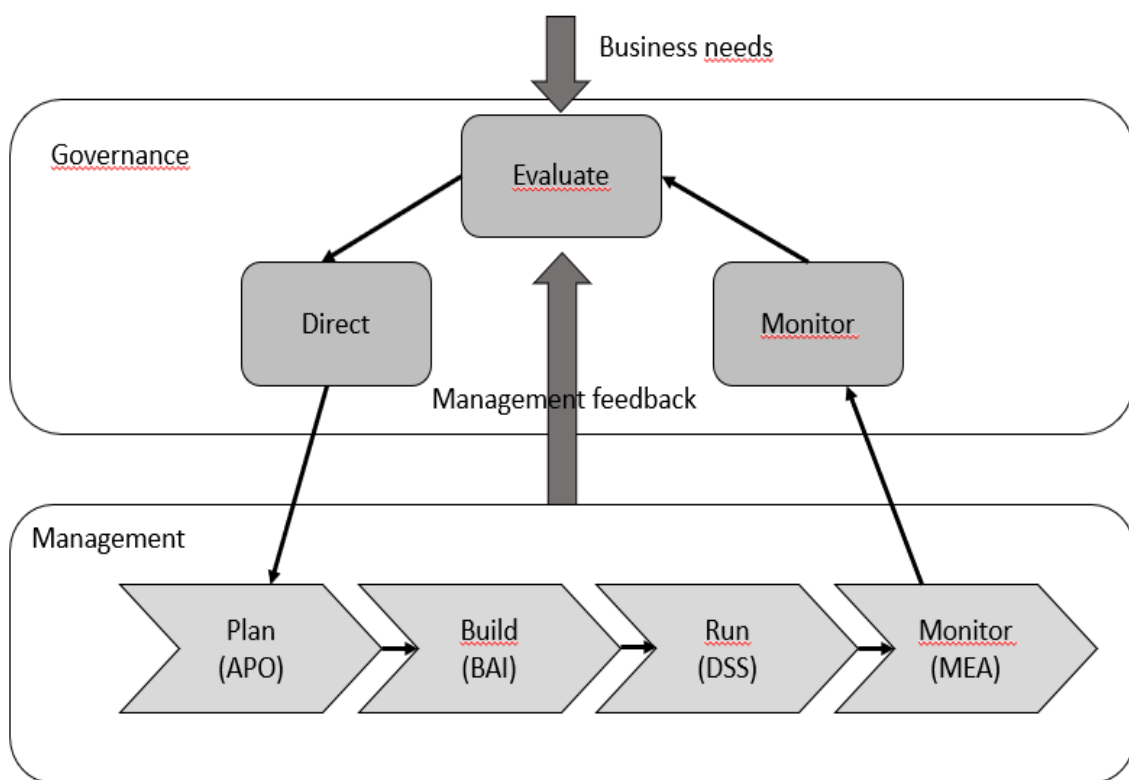 Business needs
Governance
Evaluate
Direct
Monitor
Management feedback
Management
Plan
(APO)
Build
(BAI)
Run
(DSS)
Monitor
(MEA)